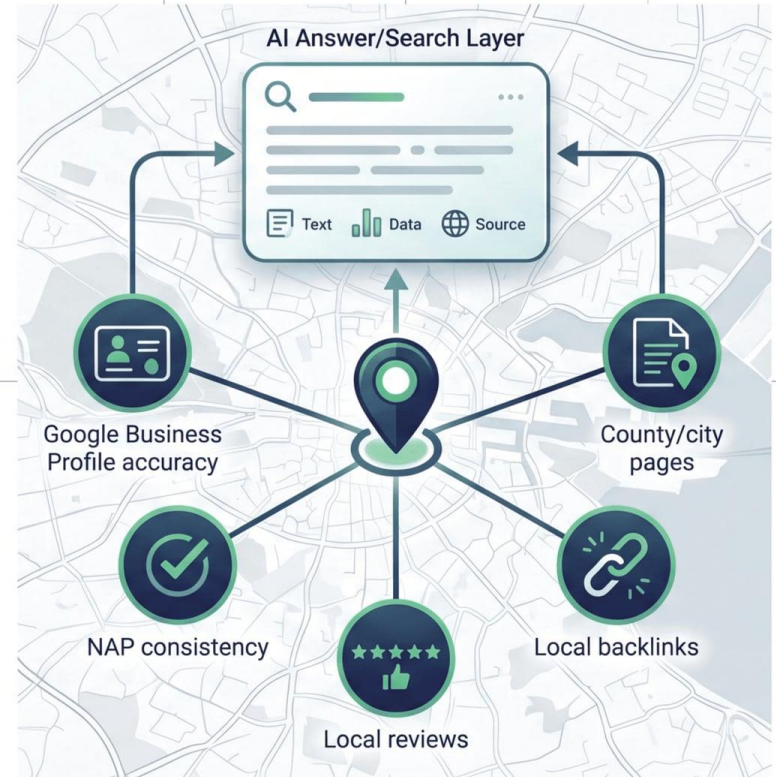 AI Answer/Search Layer
Text
Data
Source
Google Business
Profile accuracy
County/city
pages
NAP consistency
Local backlinks
Local reviews